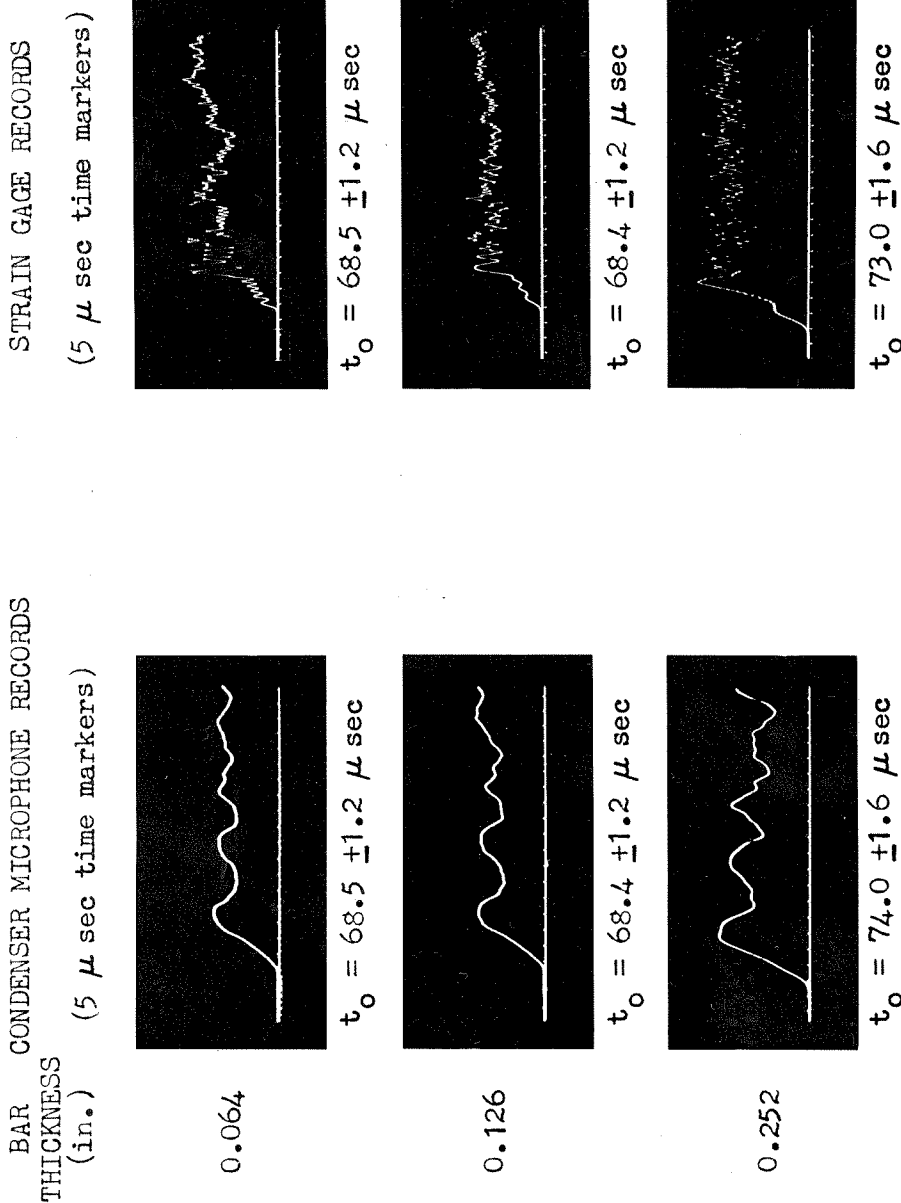 BAR
THICKNESS
(in.)
CONDENSER MICROPHONE RECORDS
(5 μ sec time markers)
STRAIN GAGE RECORDS
(5 μ sec time markers)
0.064
t₀ = 68.5 ±1.2 μ sec
t₀ = 68.5 ±1.2 μ sec
0.126
t₀ = 68.4 ±1.2 μ sec
t₀ = 68.4 ±1.2 μ sec
0.252
t₀ = 74.0 ±1.6 μ sec
t₀ = 73.0 ±1.6 μ sec